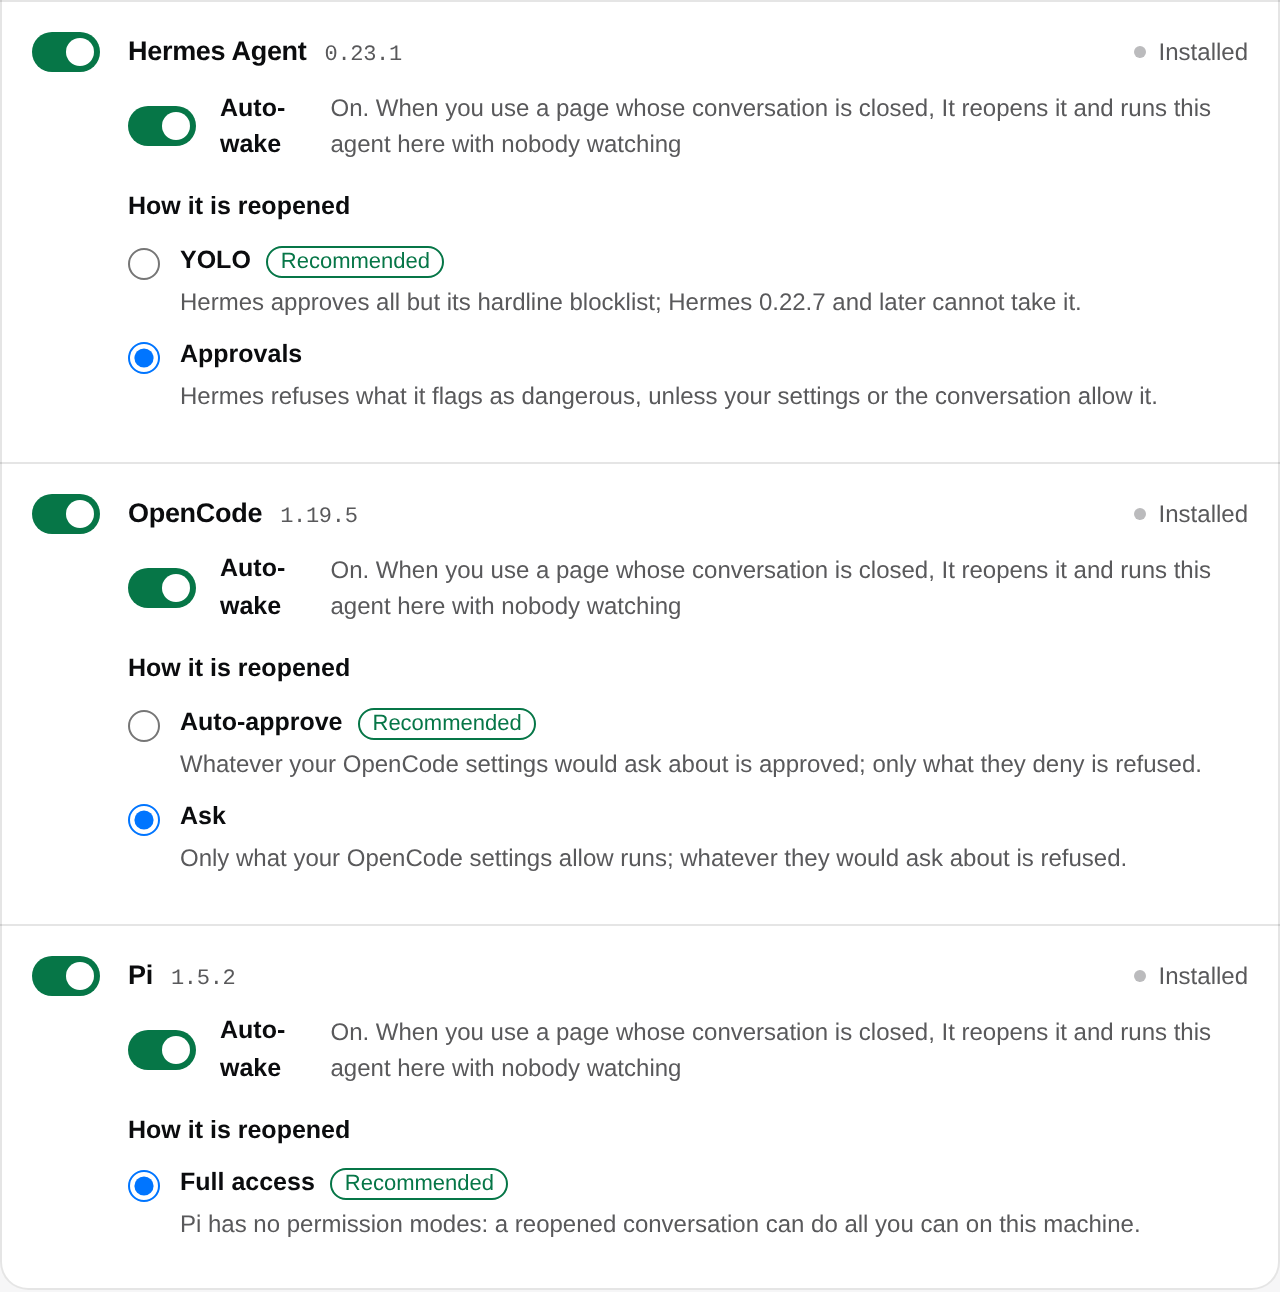 Hermes Agent 0.23.1 Installed
Auto-wake On. When you use a page whose conversation is closed, It reopens it and runs this
agent here with nobody watching
How it is reopened
YOLO Recommended
Hermes approves all but its hardline blocklist; Hermes 0.22.7 and later cannot take it.
Approvals
Hermes refuses what it flags as dangerous, unless your settings or the conversation allow it.
OpenCode 1.19.5 Installed
Auto-wake On. When you use a page whose conversation is closed, It reopens it and runs this
agent here with nobody watching
How it is reopened
Auto-approve Recommended
Whatever your OpenCode settings would ask about is approved; only what they deny is refused.
Ask
Only what your OpenCode settings allow runs; whatever they would ask about is refused.
Pi 1.5.2 Installed
Auto-wake On. When you use a page whose conversation is closed, It reopens it and runs this
agent here with nobody watching
How it is reopened
Full access Recommended
Pi has no permission modes: a reopened conversation can do all you can on this machine.